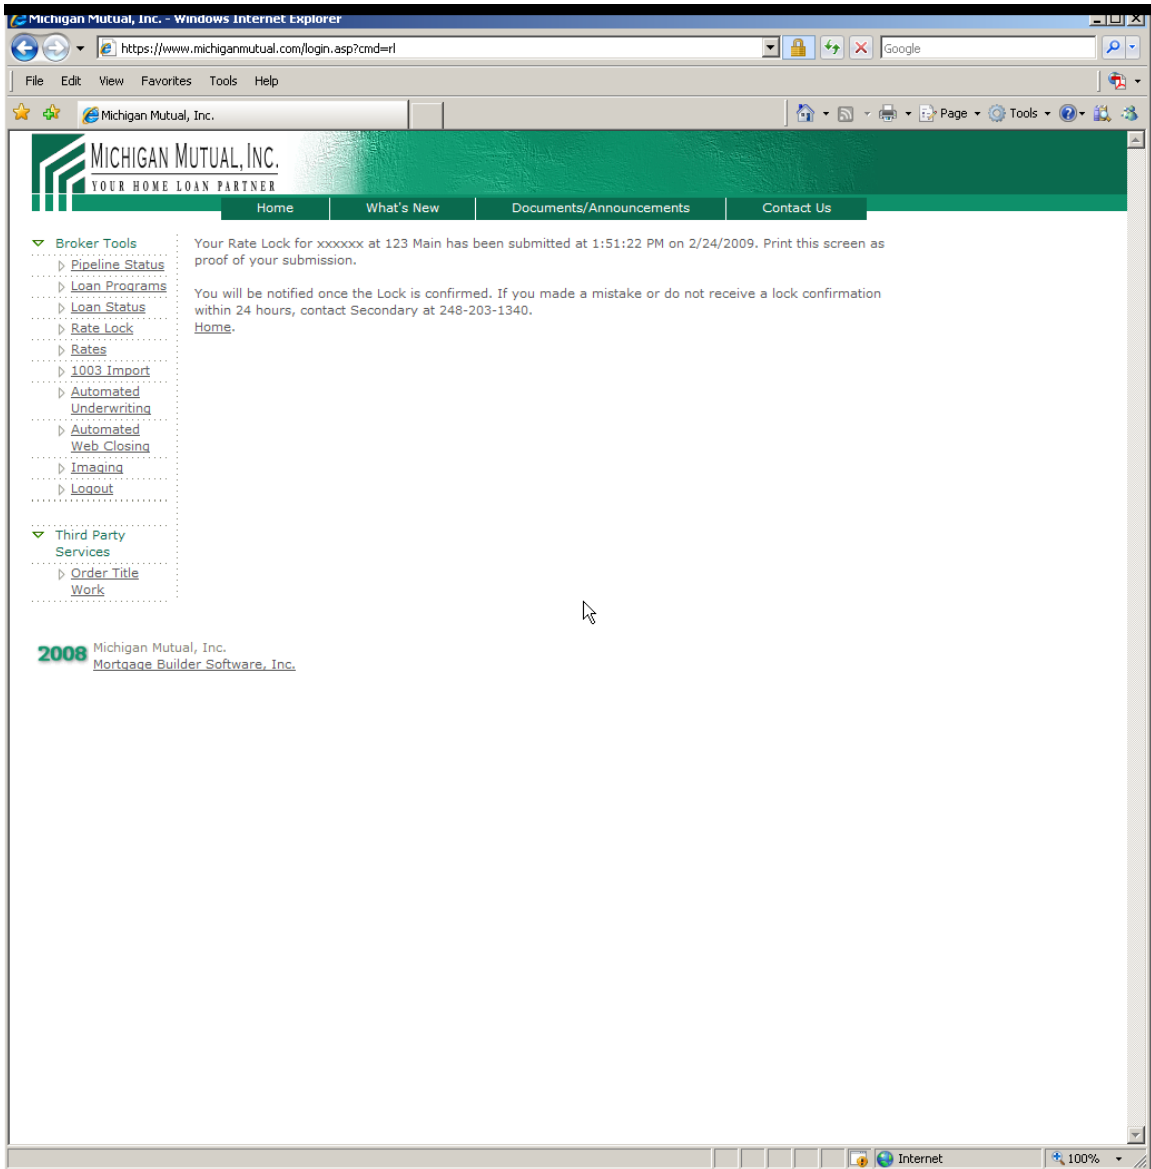 Michigan Mutual, Inc. - Windows Internet Explorer
https://www.michiganmutual.com/login.asp?cmd=rl
Google
File Edit View Favorites Tools Help
Michigan Mutual, Inc.
Page Tools
MICHIGAN MUTUAL, INC.
YOUR HOME LOAN PARTNER
Home What's New Documents/Announcements Contact Us
Broker Tools
Pipeline Status
Loan Programs
Loan Status
Rate Lock
Rates
1003 Import
Automated
Underwriting
Automated
Web Closing
Imaging
Logout
Third Party
Services
Order Title
Work
Your Rate Lock for xxxxxx at 123 Main has been submitted at 1:51:22 PM on 2/24/2009. Print this screen as
proof of your submission.
You will be notified once the Lock is confirmed. If you made a mistake or do not receive a lock confirmation
within 24 hours, contact Secondary at 248-203-1340.
Home.
2008 Michigan Mutual, Inc.
Mortgage Builder Software, Inc.
Internet 100%